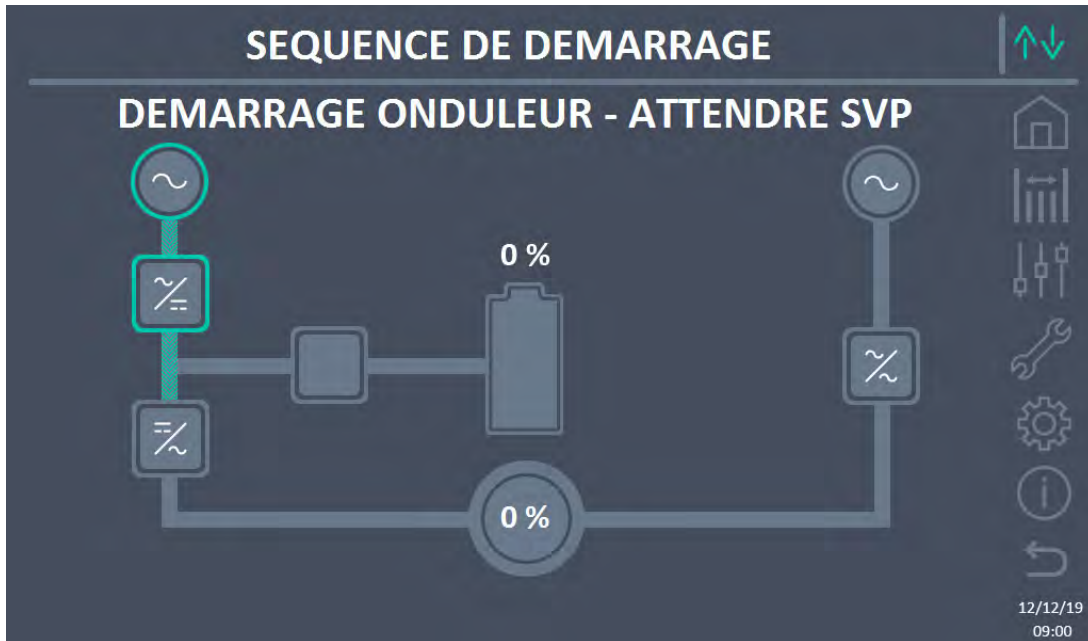 SEQUENCE DE DEMARRAGE
DEMARRAGE ONDULEUR - ATTENDRE SVP
0 %
0 %
12/12/19
09:00